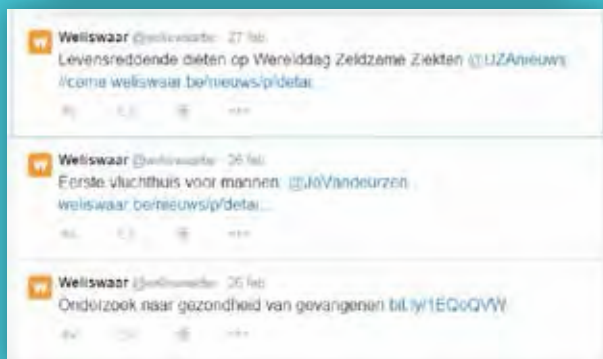 Weliswaar 27 feb
Levensreddende diëten op Werelddag Zeldzame Ziekten @UZAnieuws
weliswaar.be/nieuws/p/detai...
Weliswaar 26 feb
Eerste vluchthuis voor mannen @JoVandeurzen
weliswaar.be/nieuws/p/detai...
Weliswaar 26 feb
Onderzoek naar gezondheid van gevangenen bit.ly/1EQoQVW